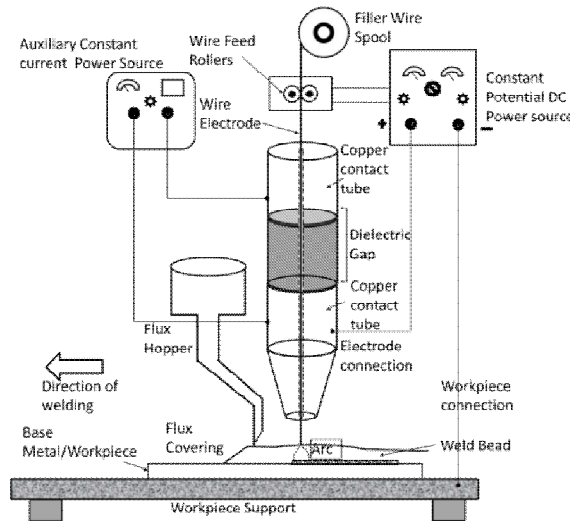 Filler Wire
Spool
Auxiliary Constant
current Power Source
Wire Feed
Rollers
Wire
Electrode
Constant
Potential DC
Power source
+
-
Copper
contact tube
Dielectric
Gap
Copper
contact
tube
Flux
Hopper
Electrode
connection
Direction of
welding
Workpiece
connection
Base
Metal/Workpiece
Flux
Covering
Arc
Weld Bead
Workpiece Support